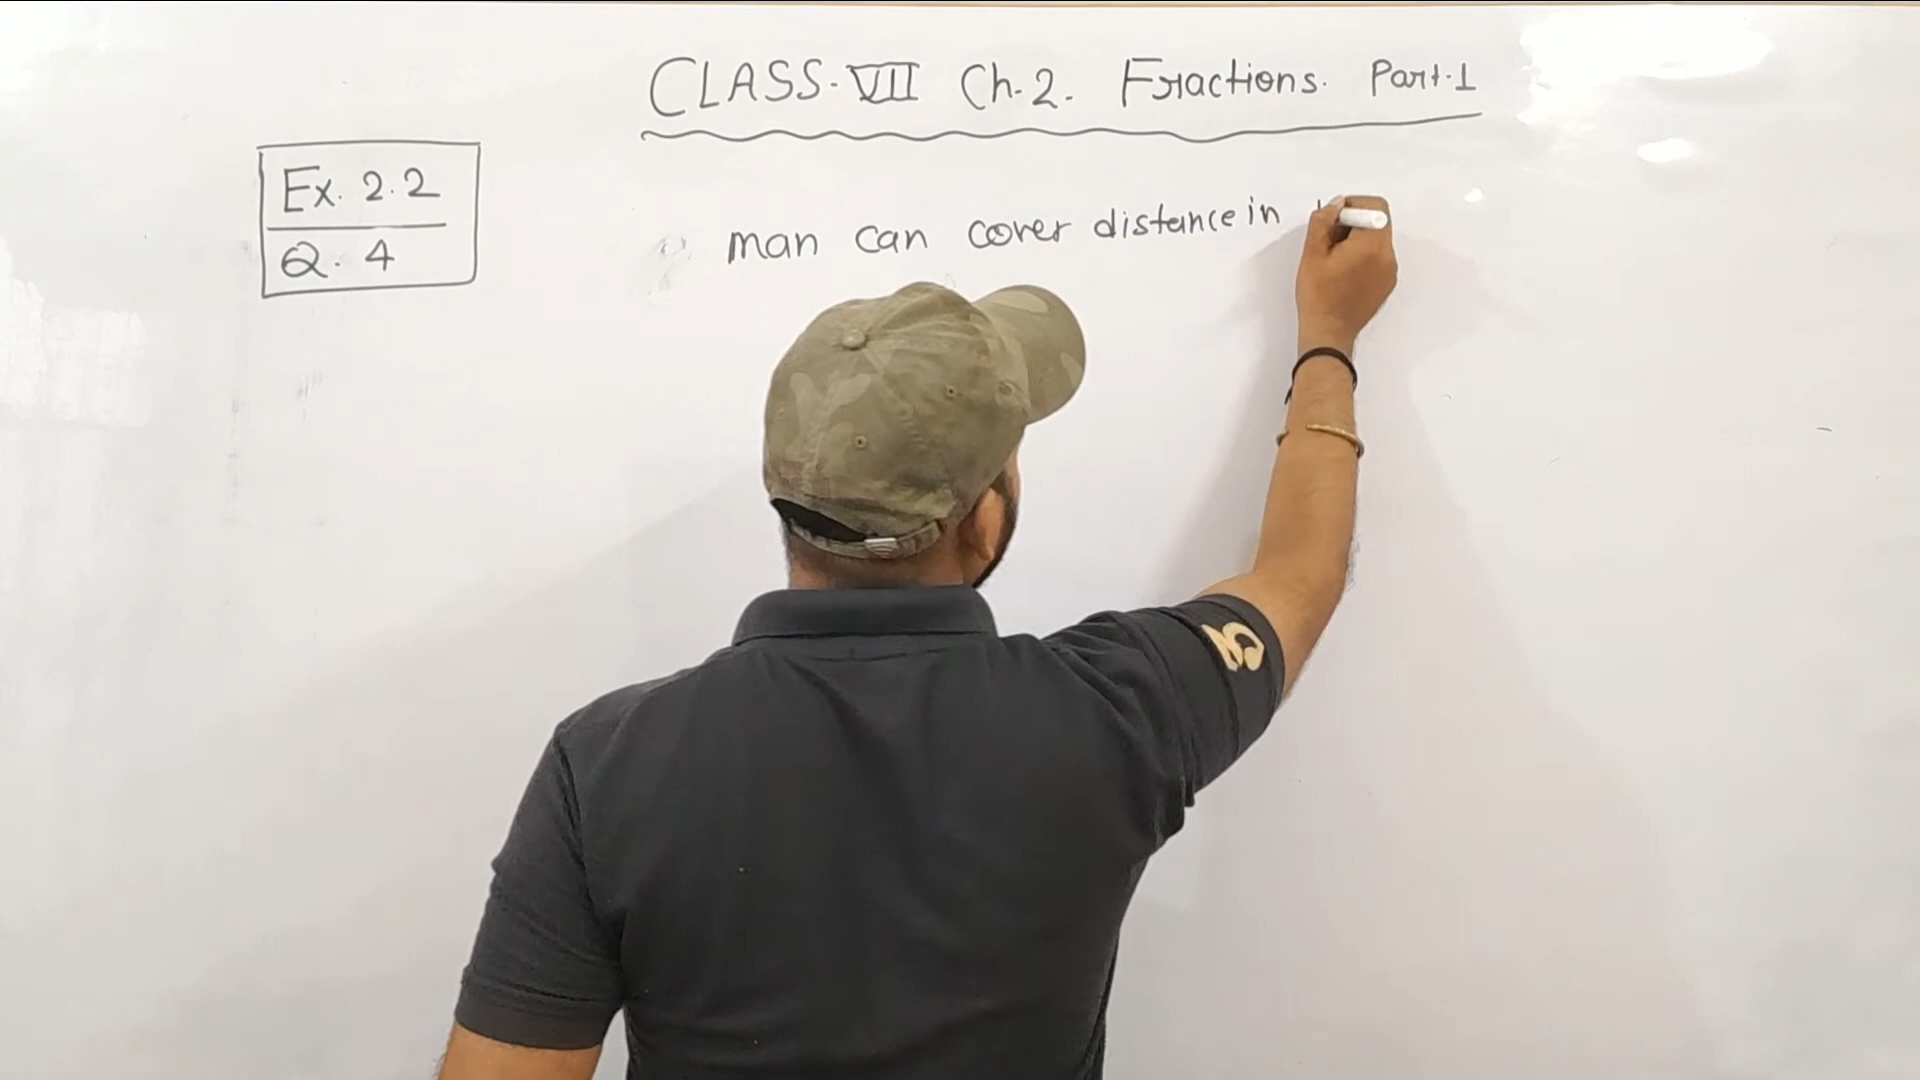 CLASS-VII Ch-2. Fractions. Part-1
Ex. 2.2
Q. 4
man can cover distance in